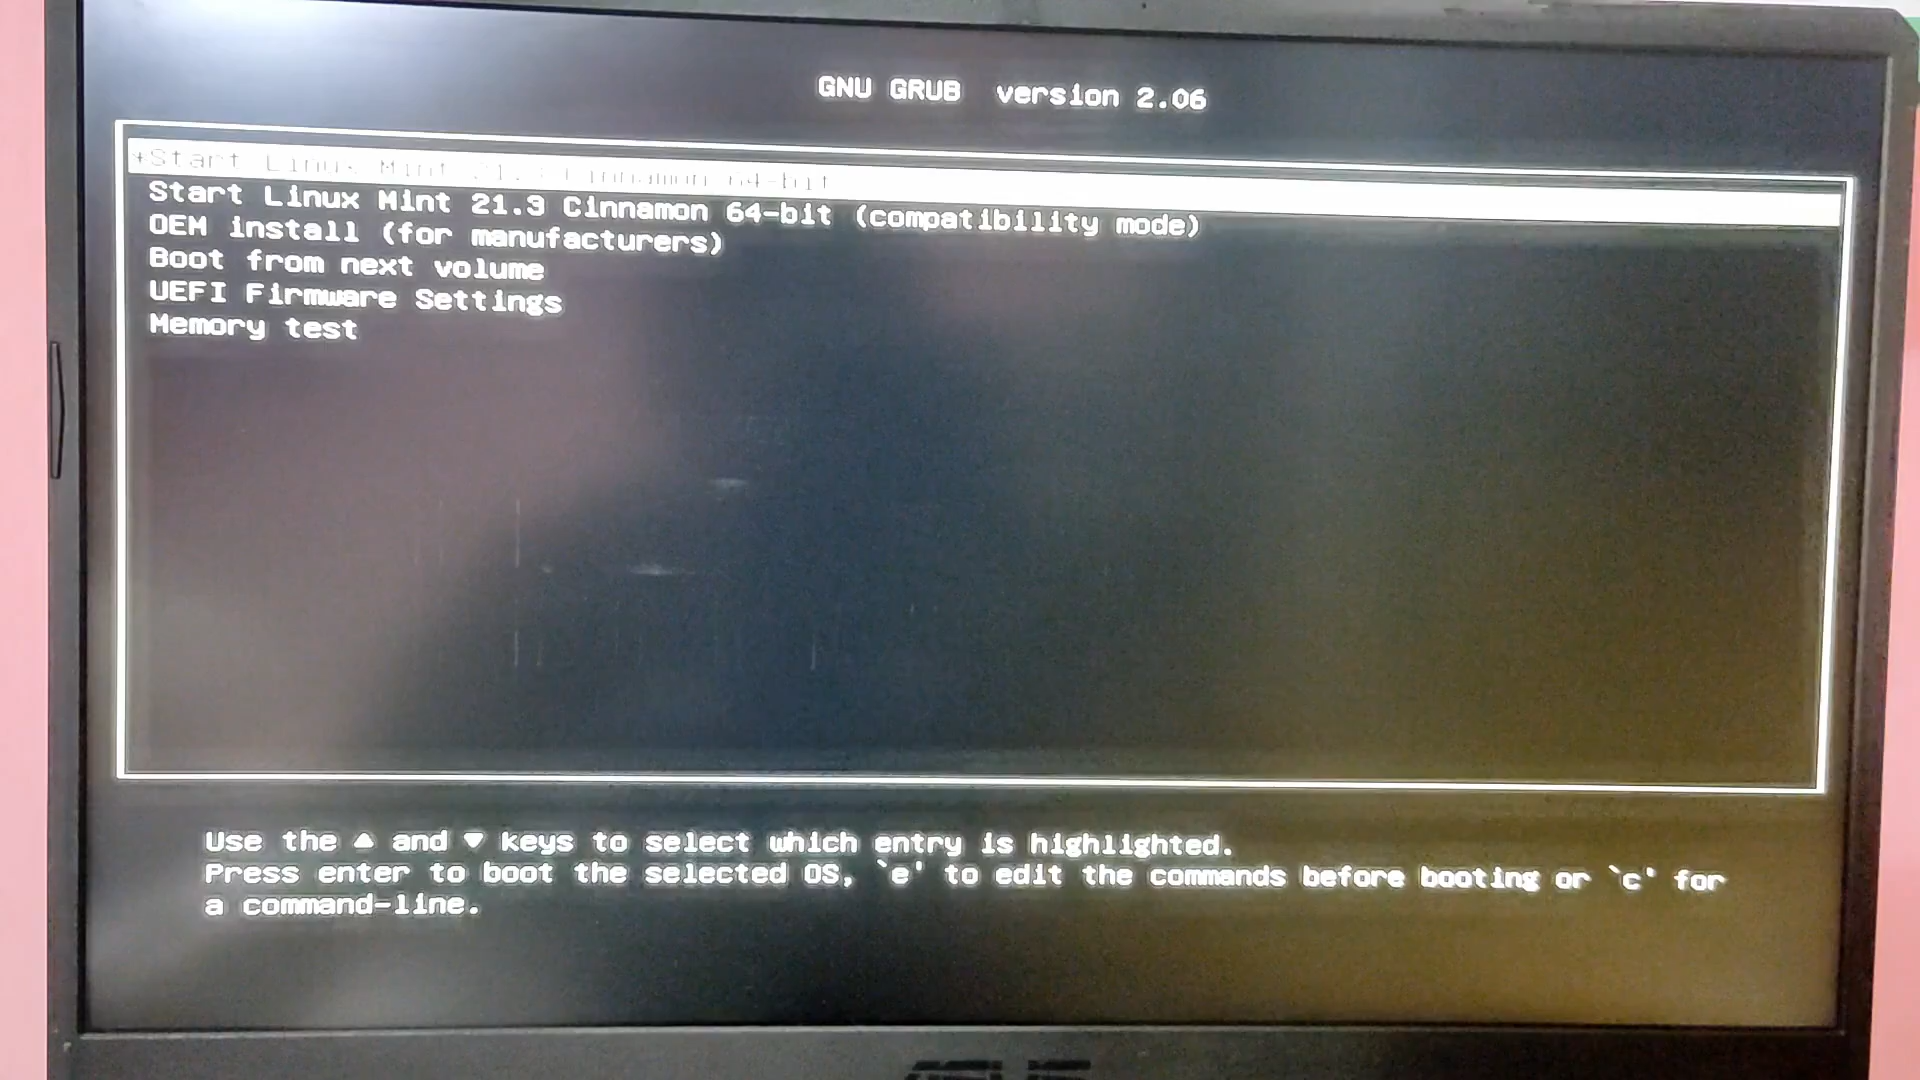 GNU GRUB version 2.06
*Start Linux Mint 21.3 Cinnamon 64-bit
Start Linux Mint 21.3 Cinnamon 64-bit (compatibility mode)
OEM install (for manufacturers)
Boot from next volume
UEFI Firmware Settings
Memory test
Use the ▲ and ▼ keys to select which entry is highlighted.
Press enter to boot the selected OS, `e' to edit the commands before booting or `c' for
a command-line.
ASUS